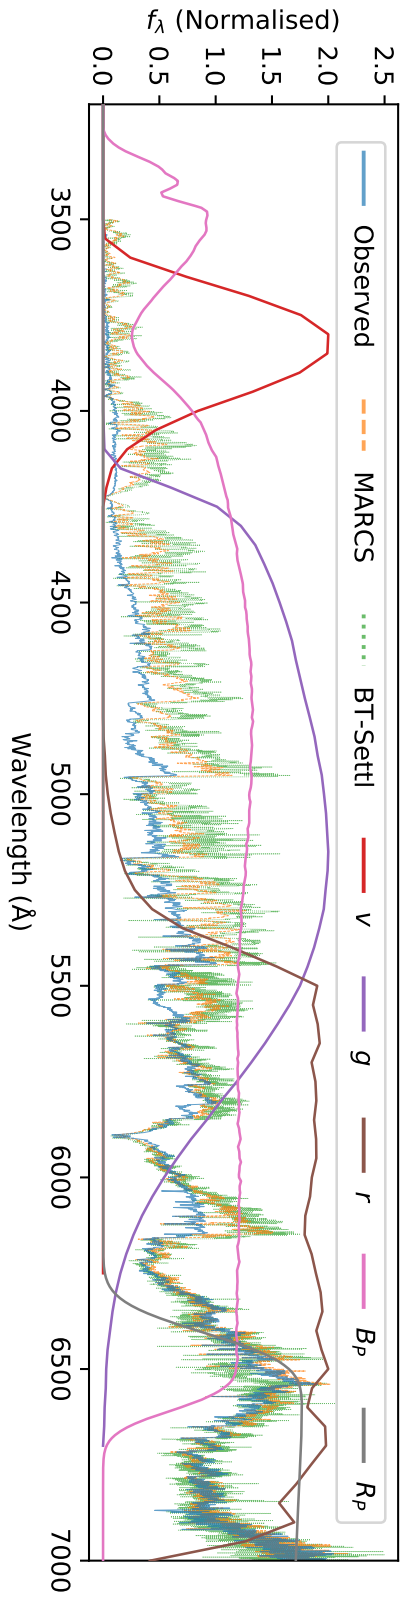 Observed MARCS BT-Settl v g r B_P R_P
f_λ (Normalised)
0.0 0.5 1.0 1.5 2.0 2.5
3500 4000 4500 5000 5500 6000 6500 7000
Wavelength (Å)